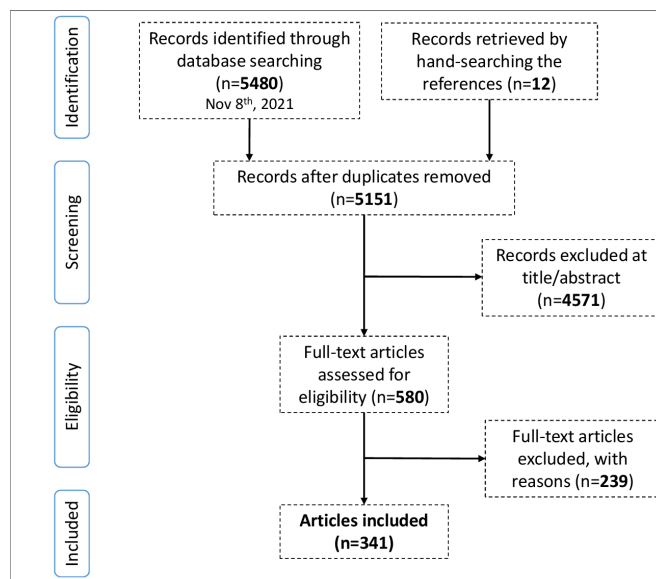 Identification
Records identified through
database searching
(n=5480)
Nov 8th, 2021
Records retrieved by
hand-searching the
references (n=12)
Screening
Records after duplicates removed
(n=5151)
Records excluded at
title/abstract
(n=4571)
Eligibility
Full-text articles
assessed for
eligibility (n=580)
Full-text articles
excluded, with
reasons (n=239)
Included
Articles included
(n=341)